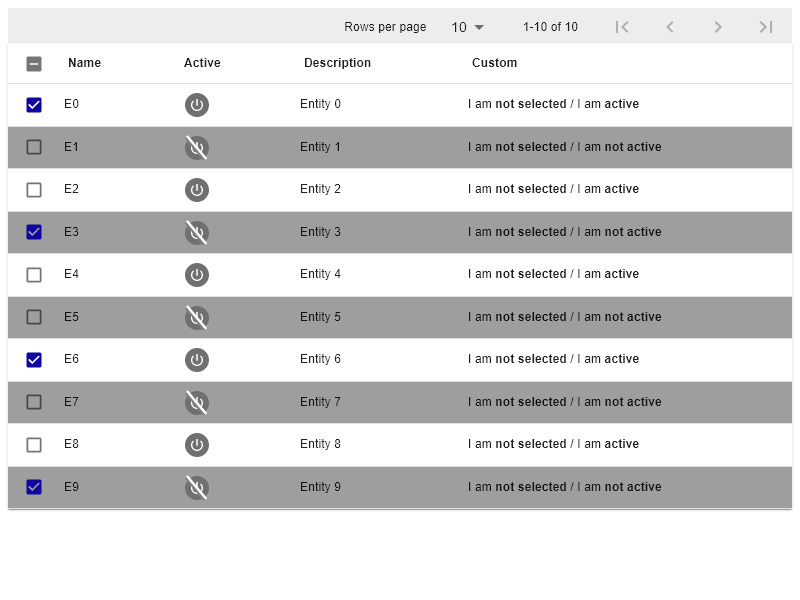 Rows per page 10 1-10 of 10
Name Active Description Custom
E0 Entity 0 I am not selected / I am active
E1 Entity 1 I am not selected / I am not active
E2 Entity 2 I am not selected / I am active
E3 Entity 3 I am not selected / I am not active
E4 Entity 4 I am not selected / I am active
E5 Entity 5 I am not selected / I am not active
E6 Entity 6 I am not selected / I am active
E7 Entity 7 I am not selected / I am not active
E8 Entity 8 I am not selected / I am active
E9 Entity 9 I am not selected / I am not active